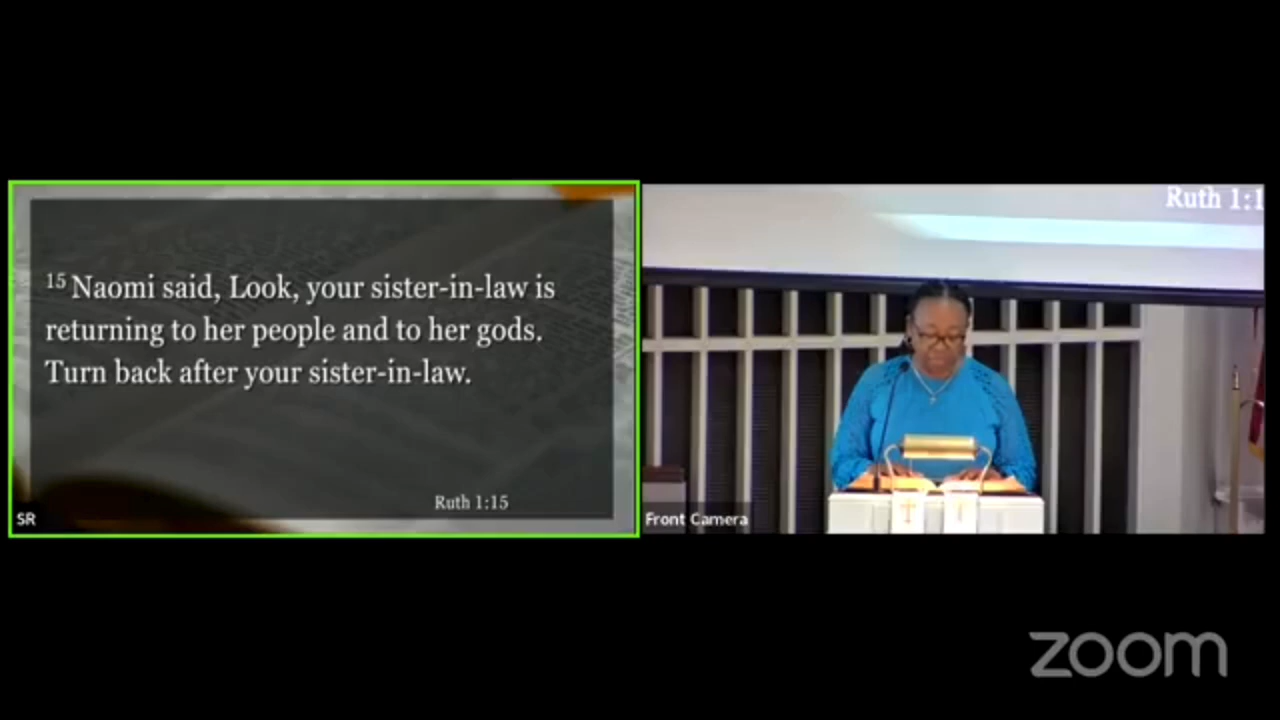 15 Naomi said, Look, your sister-in-law is
returning to her people and to her gods.
Turn back after your sister-in-law.
Ruth 1:15
SR
Ruth 1:1
Front Camera
zoom